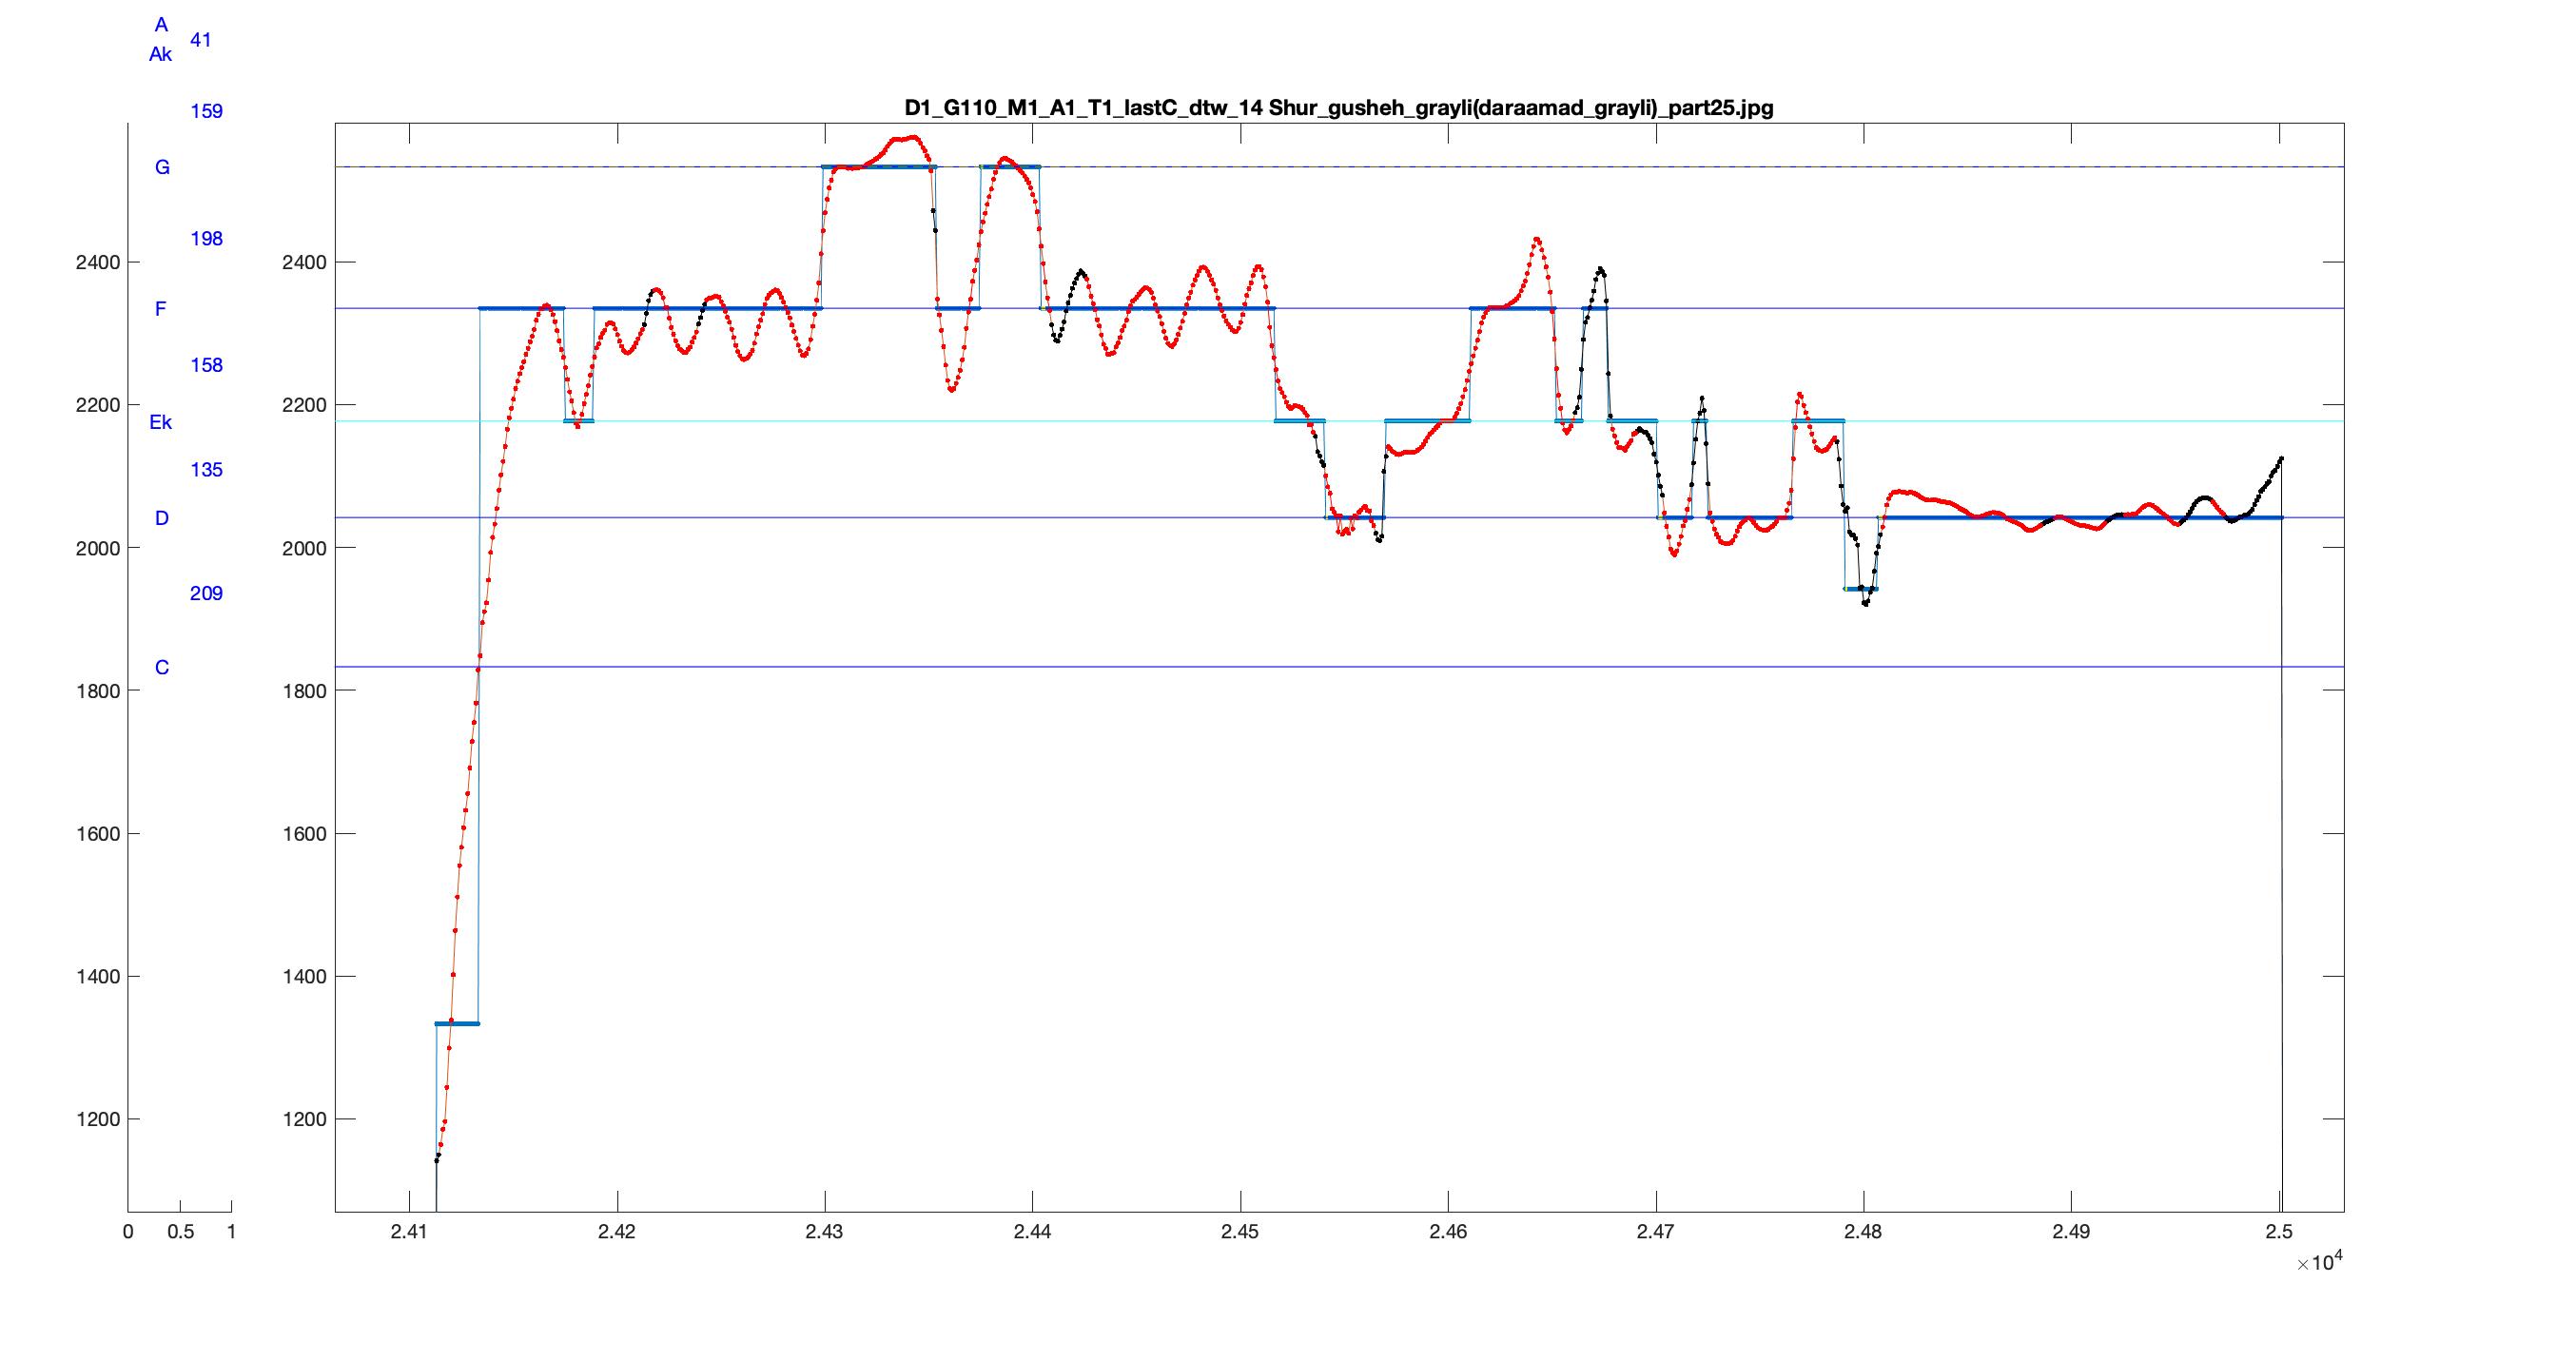 A
41
Ak
159
D1_G110_M1_A1_T1_lastC_dtw_14 Shur_gusheh_grayli(daraamad_grayli)_part25.jpg
G
198
2400 2400
F
158
2200 2200
Ek
135
D
2000 2000
209
C
1800 1800
1600 1600
1400 1400
1200 1200
0 0.5 1 2.41 2.42 2.43 2.44 2.45 2.46 2.47 2.48 2.49 2.5
×10^4